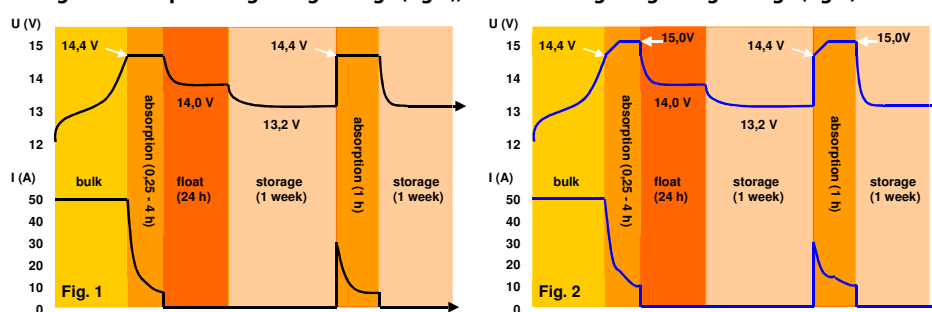 U (V)
15
14
13
12
14,4 V
14,0 V
13,2 V
14,4 V
absorption (0,25 - 4 h)
absorption (1 h)
I (A)
50
40
30
20
10
0
bulk
float
(24 h)
storage
(1 week)
storage
(1 week)
Fig. 1
U (V)
15
14
13
12
14,4 V
15,0V
14,0 V
13,2 V
14,4 V
15,0V
absorption (0,25 - 4 h)
absorption (1 h)
I (A)
50
40
30
20
10
0
bulk
float
(24 h)
storage
(1 week)
storage
(1 week)
Fig. 2